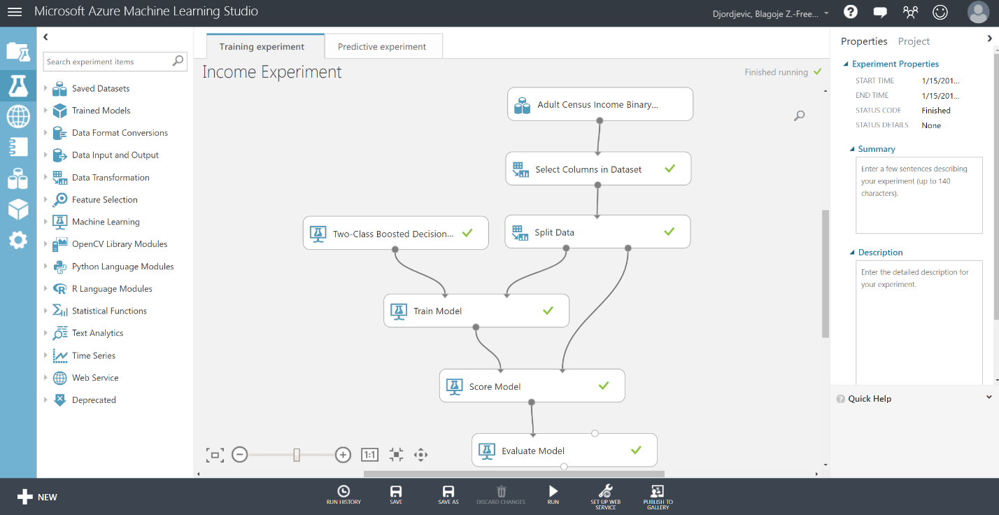 Microsoft Azure Machine Learning Studio
Djordjevic, Blagoje Z.-Free...
?
Search experiment items
Saved Datasets
Trained Models
Data Format Conversions
Data Input and Output
Data Transformation
Feature Selection
Machine Learning
OpenCV Library Modules
Python Language Modules
R Language Modules
Statistical Functions
Text Analytics
Time Series
Web Service
Deprecated
Training experiment
Predictive experiment
Income Experiment
Finished running
Adult Census Income Binary...
Select Columns in Dataset
Two-Class Boosted Decision...
Split Data
Train Model
Score Model
Evaluate Model
1:1
Properties
Project
Experiment Properties
START TIME 1/15/201...
END TIME 1/15/201...
STATUS CODE Finished
STATUS DETAILS None
Summary
Enter a few sentences describing
your experiment (up to 140
characters).
Description
Enter the detailed description for
your experiment.
? Quick Help
NEW
RUN HISTORY
SAVE
SAVE AS
DISCARD CHANGES
RUN
SET UP WEB
SERVICE
PUBLISH TO
GALLERY